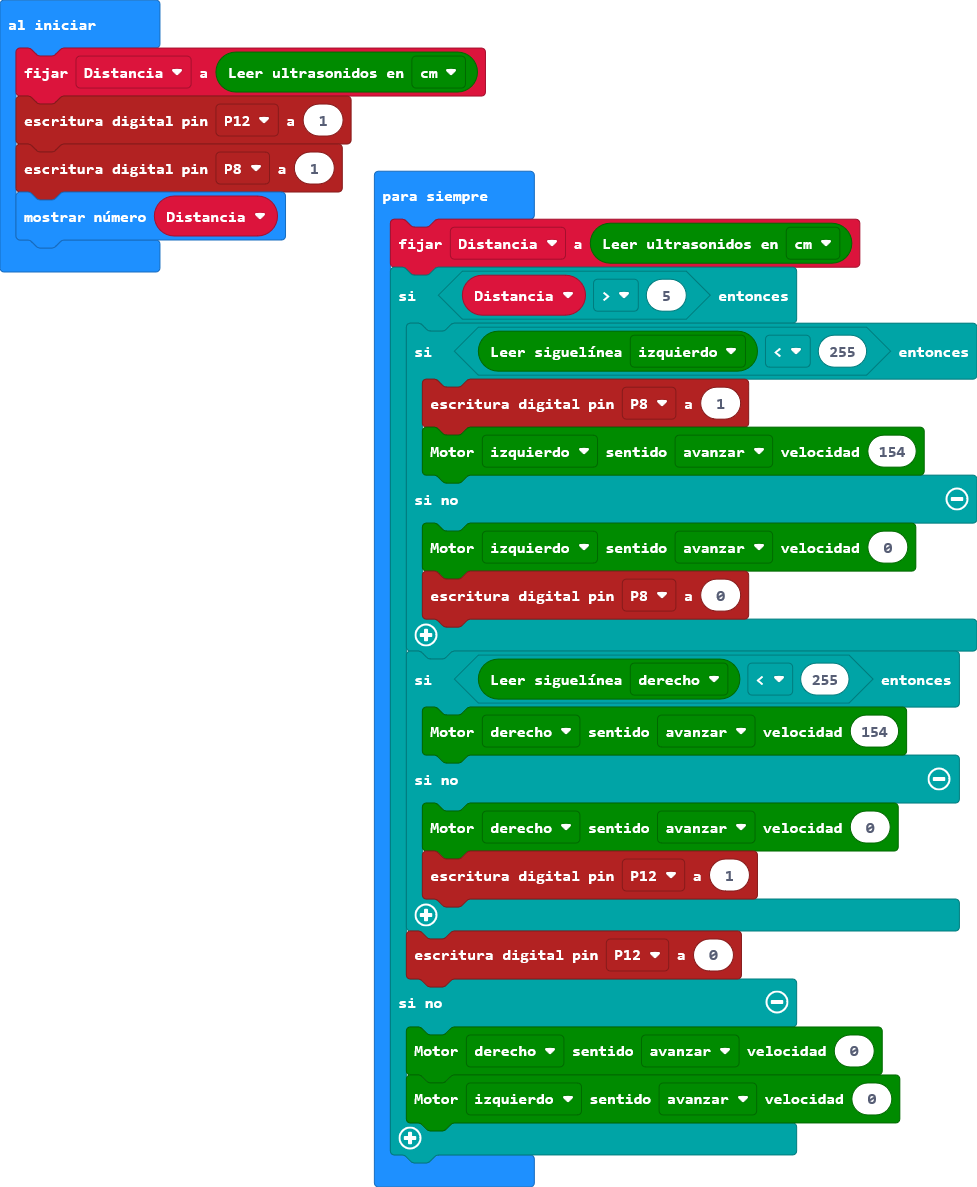 al iniciar
fijar Distancia a Leer ultrasonidos en cm
escritura digital pin P12 a 1
escritura digital pin P8 a 1
mostrar número Distancia
para siempre
fijar Distancia a Leer ultrasonidos en cm
si Distancia > 5 entonces
si Leer siguelínea izquierdo < 255 entonces
escritura digital pin P8 a 1
Motor izquierdo sentido avanzar velocidad 154
si no
Motor izquierdo sentido avanzar velocidad 0
escritura digital pin P8 a 0
si Leer siguelínea derecho < 255 entonces
Motor derecho sentido avanzar velocidad 154
si no
Motor derecho sentido avanzar velocidad 0
escritura digital pin P12 a 1
escritura digital pin P12 a 0
si no
Motor derecho sentido avanzar velocidad 0
Motor izquierdo sentido avanzar velocidad 0